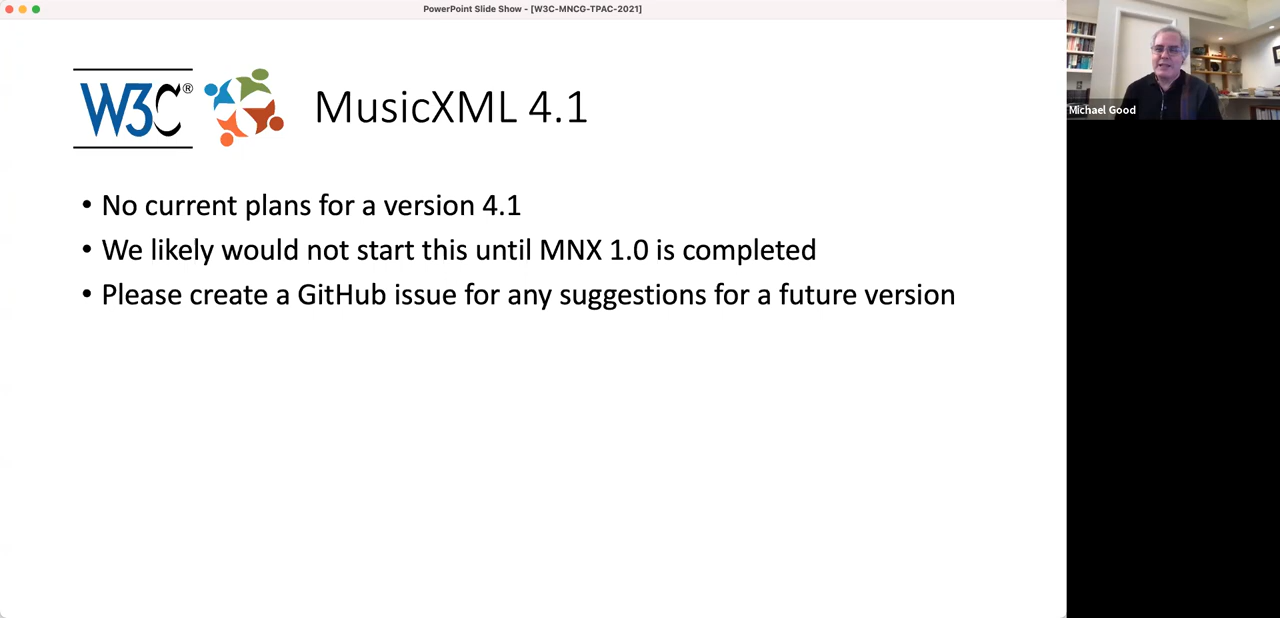 PowerPoint Slide Show - [W3C-MNCG-TPAC-2021]
W3C®
MusicXML 4.1
• No current plans for a version 4.1
• We likely would not start this until MNX 1.0 is completed
• Please create a GitHub issue for any suggestions for a future version
Michael Good